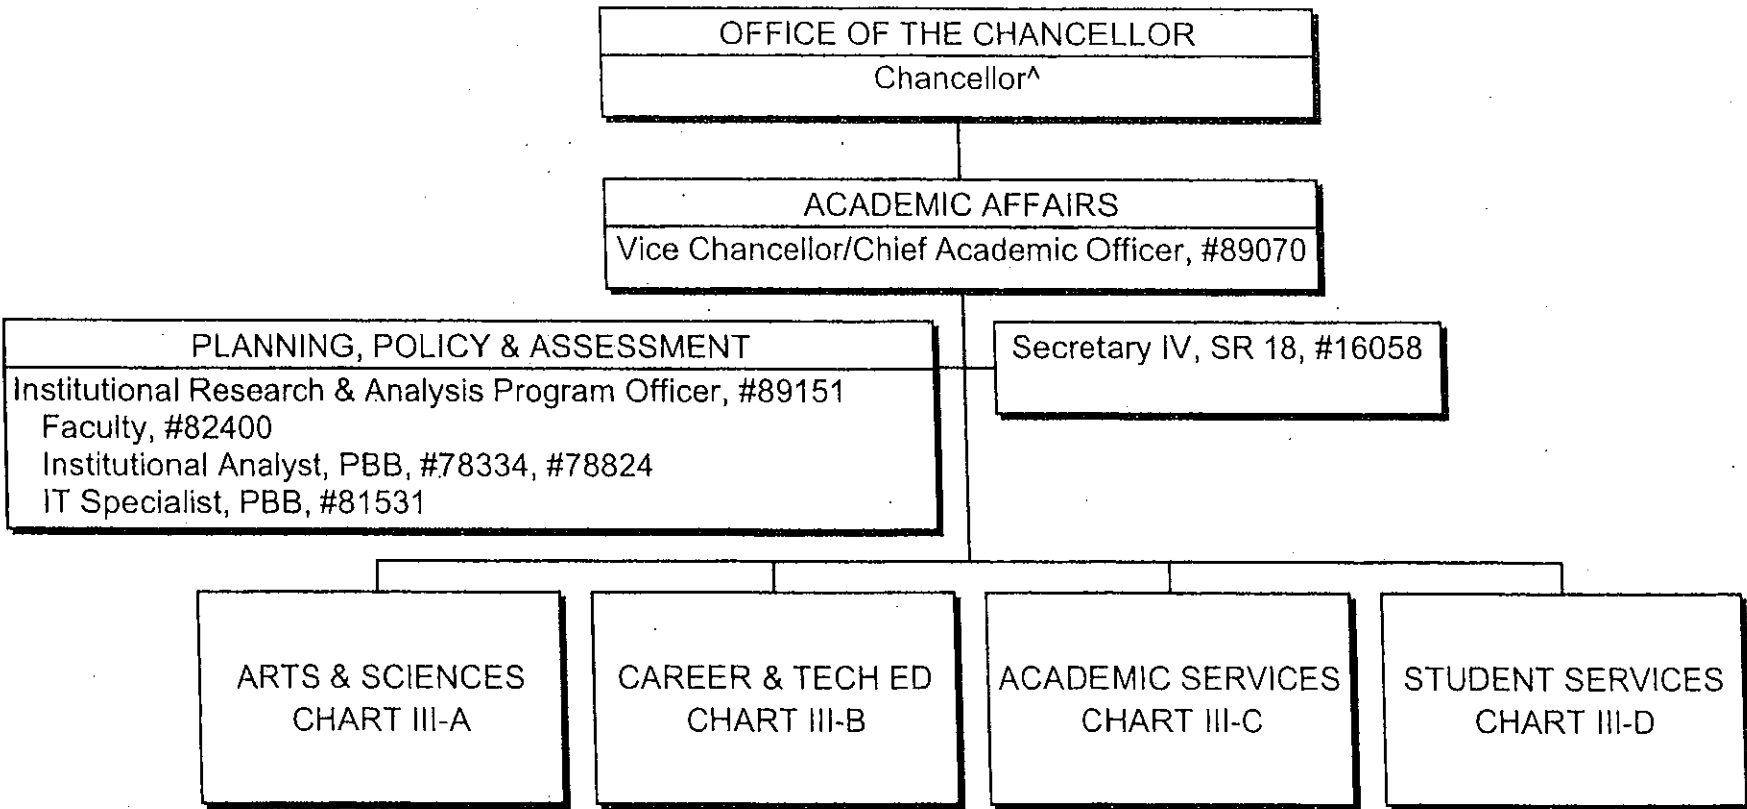 OFFICE OF THE CHANCELLOR
Chancellor^
ACADEMIC AFFAIRS
Vice Chancellor/Chief Academic Officer, #89070
PLANNING, POLICY & ASSESSMENT
Institutional Research & Analysis Program Officer, #89151
Faculty, #82400
Institutional Analyst, PBB, #78334, #78824
IT Specialist, PBB, #81531
Secretary IV, SR 18, #16058
ARTS & SCIENCES
CHART III-A
CAREER & TECH ED
CHART III-B
ACADEMIC SERVICES
CHART III-C
STUDENT SERVICES
CHART III-D